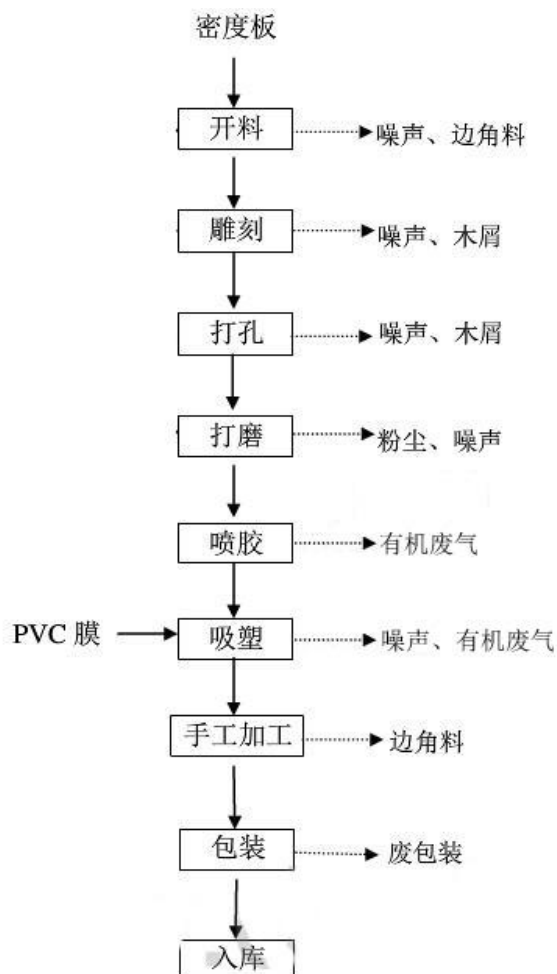 密度板
开料
噪声、边角料
雕刻
噪声、木屑
打孔
噪声、木屑
打磨
粉尘、噪声
喷胶
有机废气
PVC 膜
吸塑
噪声、有机废气
手工加工
边角料
包装
废包装
入库